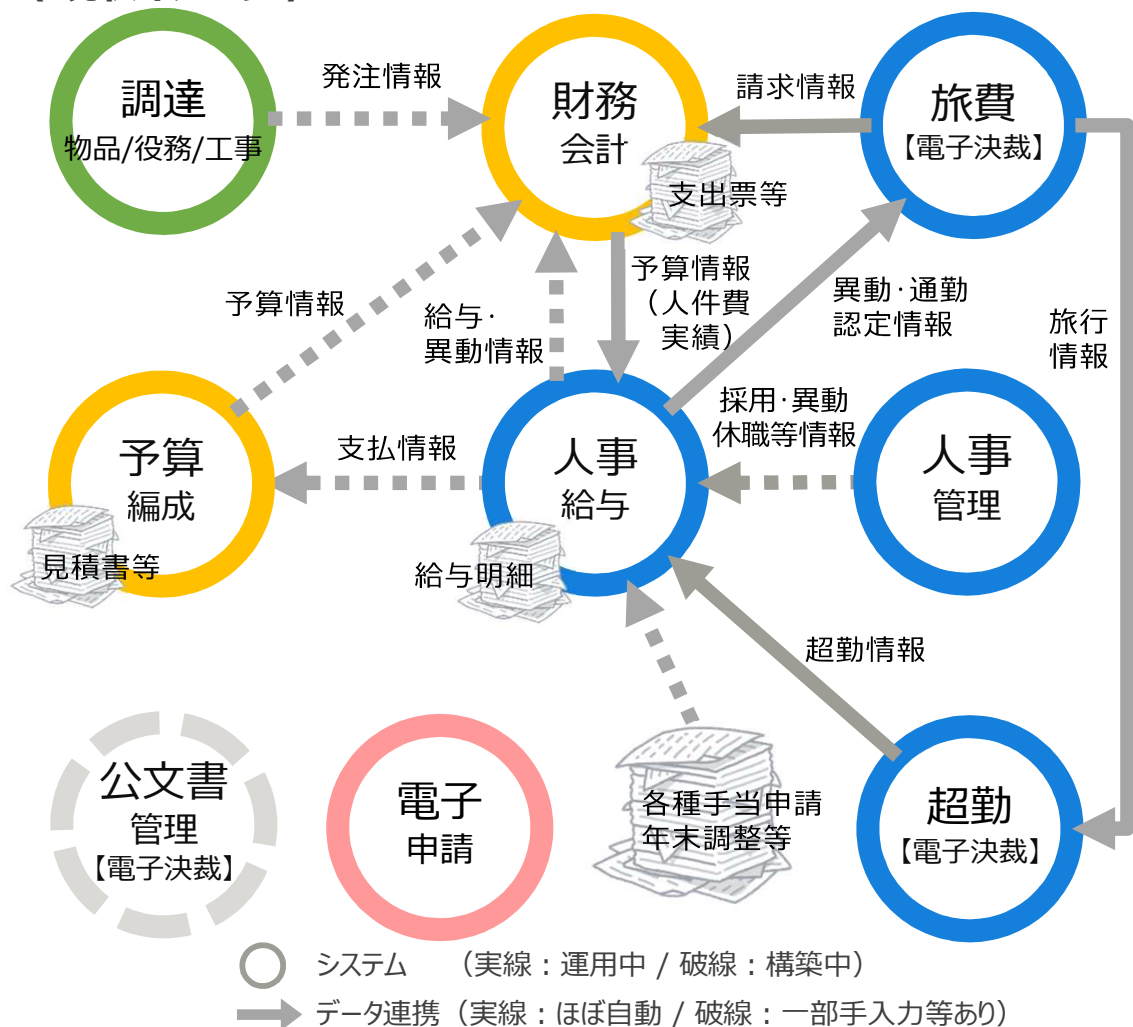 調達
物品/役務/工事
発注情報
財務
会計
支出票等
請求情報
旅費
【電子決裁】
予算情報
給与・
異動情報
予算情報
（人件費
実績）
異動・通勤
認定情報
旅行
情報
予算
編成
見積書等
支払情報
人事
給与
給与明細
採用・異動
休職等情報
人事
管理
超勤情報
公文書
管理
【電子決裁】
電子
申請
各種手当申請
年末調整等
超勤
【電子決裁】
システム （実線：運用中 / 破線：構築中）
データ連携（実線：ほぼ自動 / 破線：一部手入力等あり）